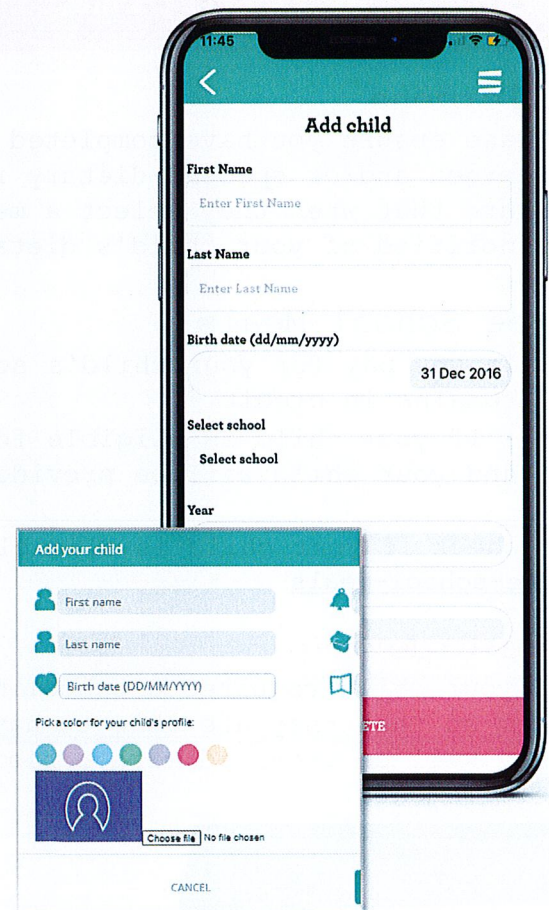 11:45
Add child
First Name
Enter First Name
Last Name
Enter Last Name
Birth date (dd/mm/yyyy)
31 Dec 2016
Select school
Select school
Year
ETE
Add your child
First name
Last name
Birth date (DD/MM/YYYY)
Pick a color for your child's profile:
Choose file No file chosen
CANCEL